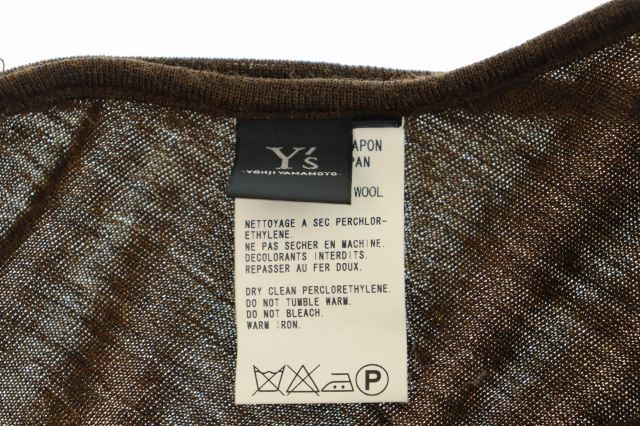 Y's
YOHJI YAMAMOTO
APON
PAN
WOOL
NETTOYAGE A SEC PERCHLOR-
ETHYLENE.
NE PAS SECHER EN MACHINE.
DECOLORANTS INTERDITS.
REPASSER AU FER DOUX.
DRY CLEAN PERCLORETHYLENE.
DO NOT TUMBLE WARM.
DO NOT BLEACH.
WARM IRON.
P